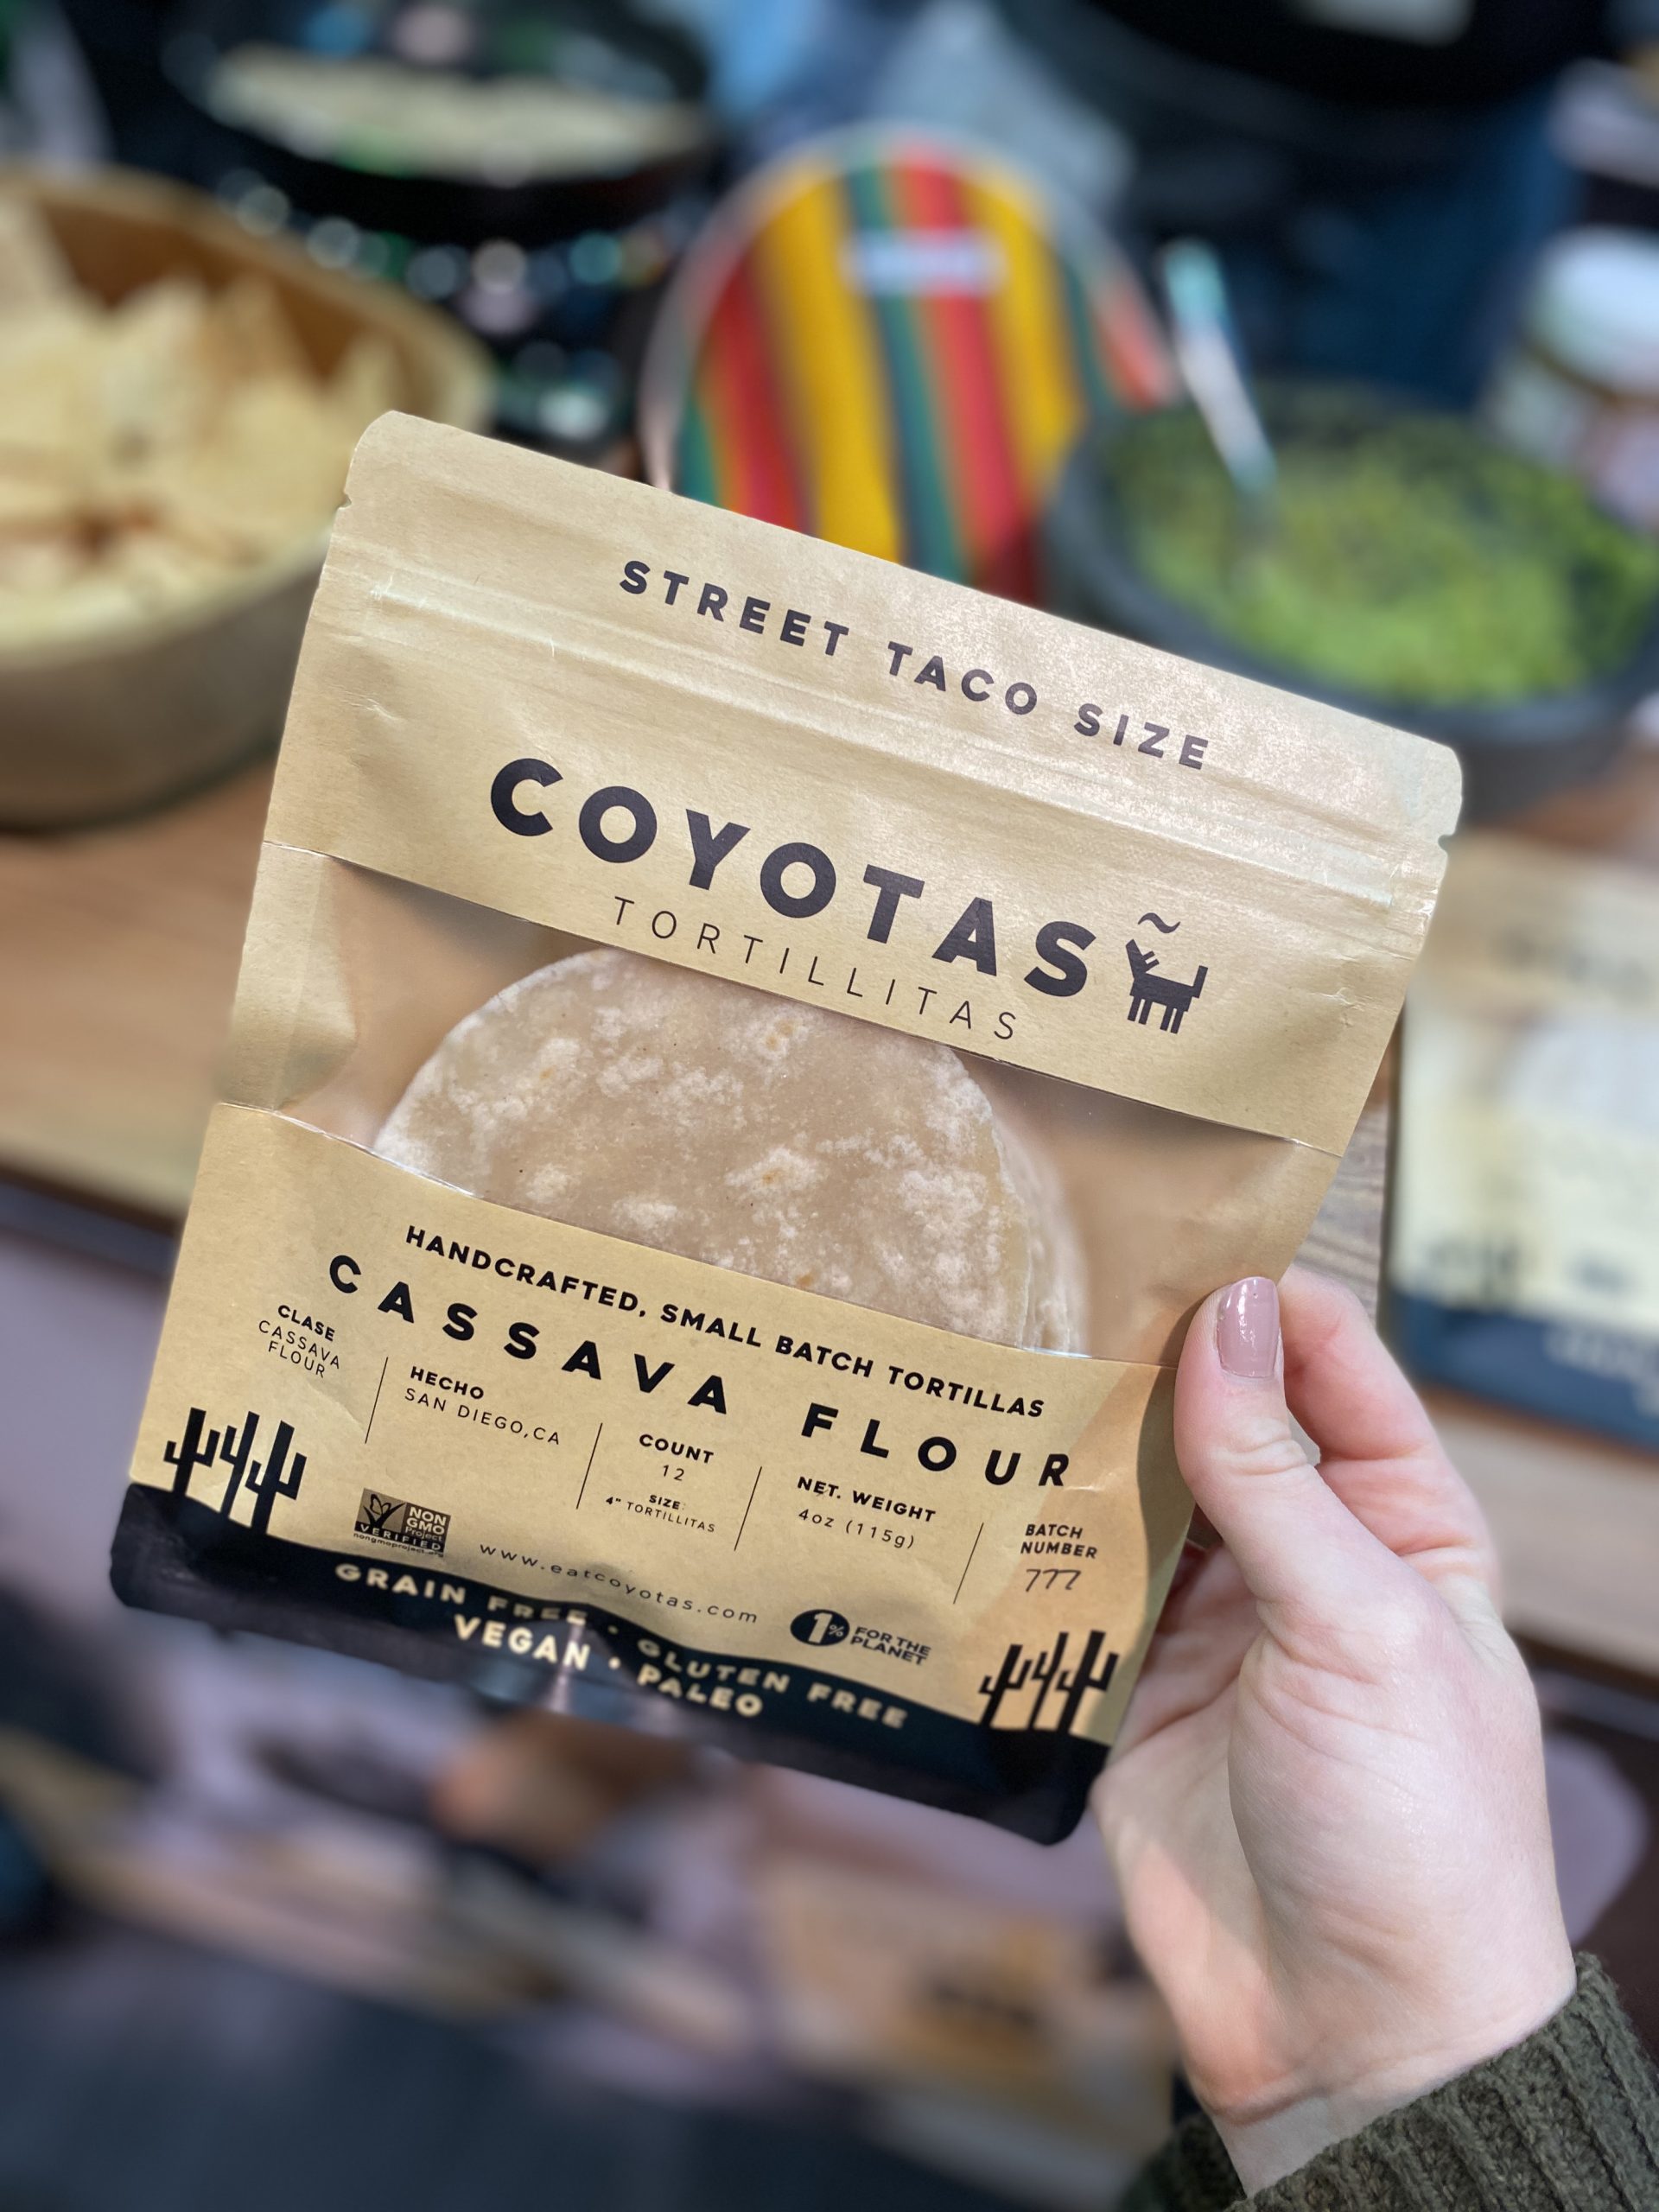 STREET TACO SIZE
COYOTAS
TORTILLITAS
HANDCRAFTED, SMALL BATCH TORTILLAS
CASSAVA FLOUR
CLASE
CASSAVA
FLOUR
HECHO
SAN DIEGO,CA
COUNT
12
SIZE:
4" TORTILLITAS
NET. WEIGHT
4oz (115g)
BATCH
NUMBER
777
NON
GMO
Project
VERIFIED
nongmoproject.org
www.eatcoyotas.com
1%
FOR THE
PLANET
GRAIN FREE • GLUTEN FREE
VEGAN • PALEO